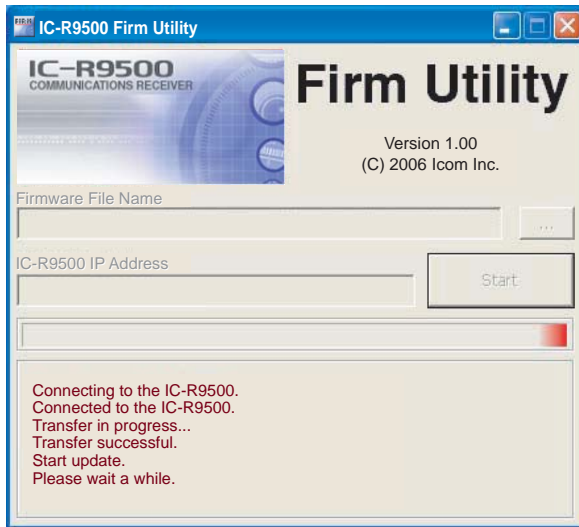 IC-R9500 Firm Utility
IC-R9500
COMMUNICATIONS RECEIVER
Firm Utility
Version 1.00
(C) 2006 Icom Inc.
Firmware File Name
...
IC-R9500 IP Address
Start
Connecting to the IC-R9500.
Connected to the IC-R9500.
Transfer in progress...
Transfer successful.
Start update.
Please wait a while.